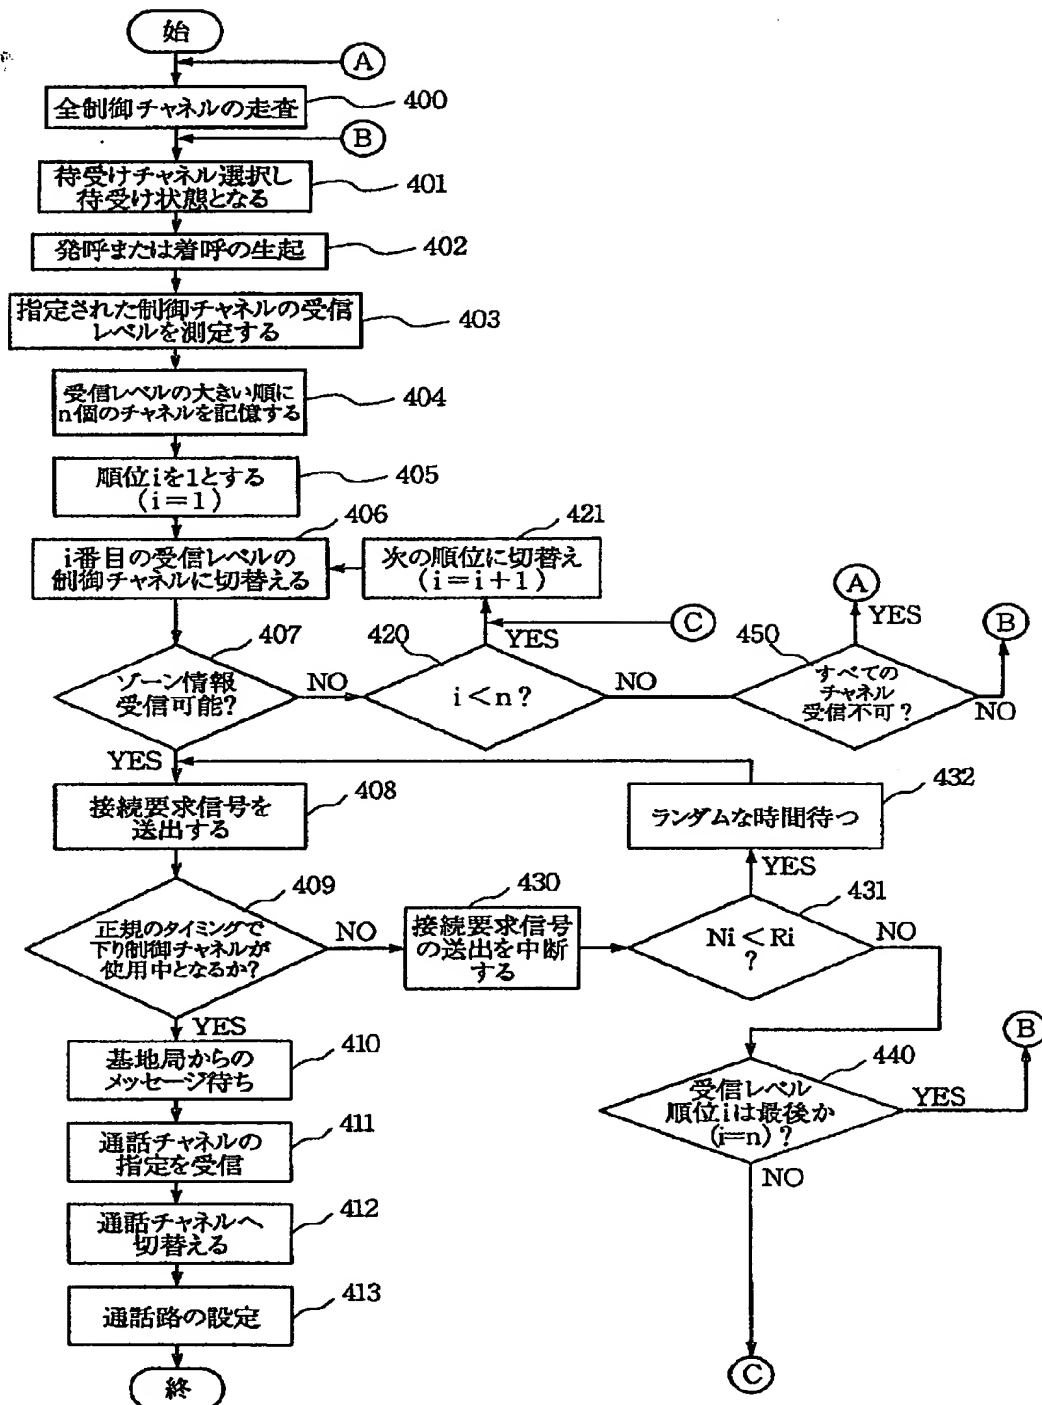 始
A
全制御チャネルの走査
400
B
待受けチャネル選択し
待受け状態となる
401
発呼または着呼の生起
402
指定された制御チャネルの受信
レベルを測定する
403
受信レベルの大きい順に
n個のチャネルを記憶する
404
順位iを1とする
(i=1)
405
406
i番目の受信レベルの
制御チャネルに切替える
421
次の順位に切替え
(i=i+1)
A
YES
C
YES
B
407
ゾーン情報
受信可能?
NO
420
i<n?
NO
450
すべての
チャネル
受信不可?
NO
YES
408
接続要求信号を
送出する
432
ランダムな時間待つ
YES
409
正規のタイミングで
下り制御チャネルが
使用中となるか?
NO
430
接続要求信号
の送出を中断
する
431
Ni<Ri
?
NO
YES
410
基地局からの
メッセージ待ち
B
440
受信レベル
順位iは最後か
(i=n)?
YES
NO
411
通話チャネルの
指定を受信
412
通話チャネルへ
切替える
413
通話路の設定
C
終